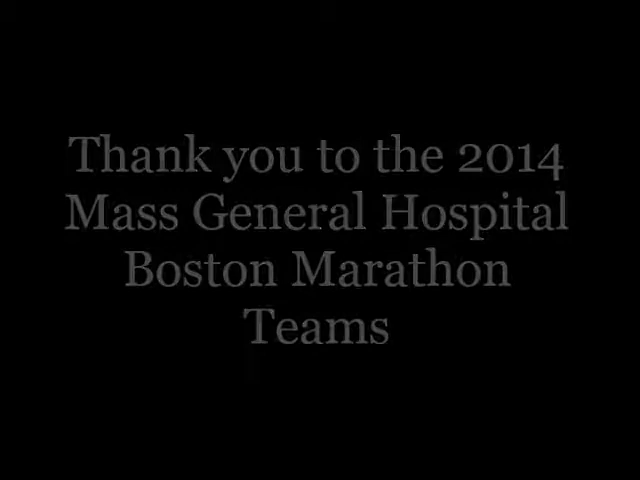 Thank you to the 2014
Mass General Hospital
Boston Marathon
Teams